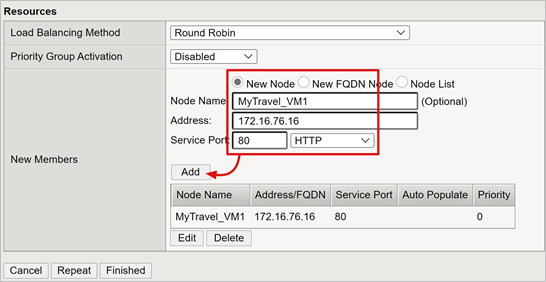 Resources
Load Balancing Method Round Robin
Priority Group Activation Disabled
New Members
New Node New FQDN Node Node List
Node Name: MyTravel_VM1 (Optional)
Address: 172.16.76.16
Service Port: 80 HTTP
Add
Node Name Address/FQDN Service Port Auto Populate Priority
MyTravel_VM1 172.16.76.16 80 0
Edit Delete
Cancel Repeat Finished